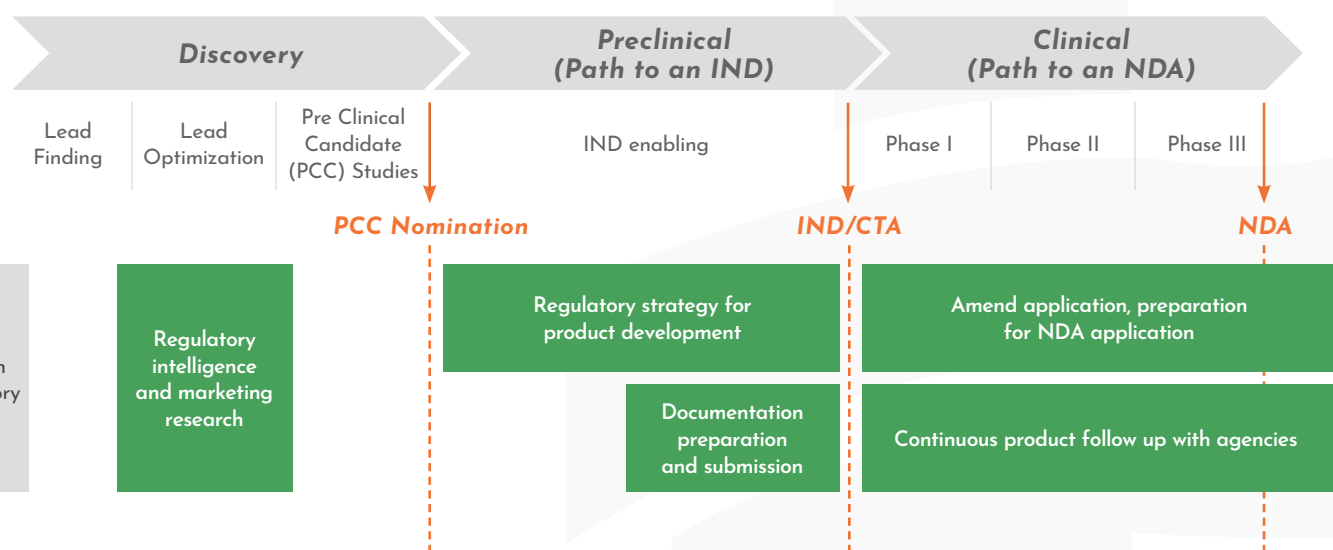 Discovery
Preclinical
(Path to an IND)
Clinical
(Path to an NDA)
Lead
Finding
Lead
Optimization
Pre Clinical
Candidate
(PCC) Studies
IND enabling
Phase I
Phase II
Phase III
PCC Nomination
IND/CTA
NDA
Regulatory
intelligence
and marketing
research
Regulatory strategy for
product development
Documentation
preparation
and submission
Amend application, preparation
for NDA application
Continuous product follow up with agencies